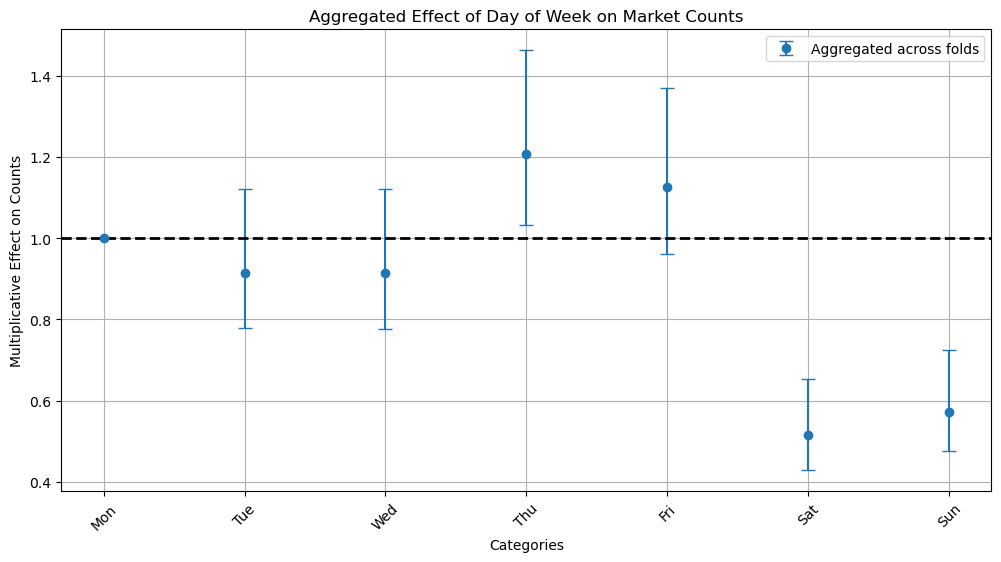 Aggregated Effect of Day of Week on Market Counts
Aggregated across folds
Multiplicative Effect on Counts
1.4
1.2
1.0
0.8
0.6
0.4
Mon
Tue
Wed
Thu
Fri
Sat
Sun
Categories